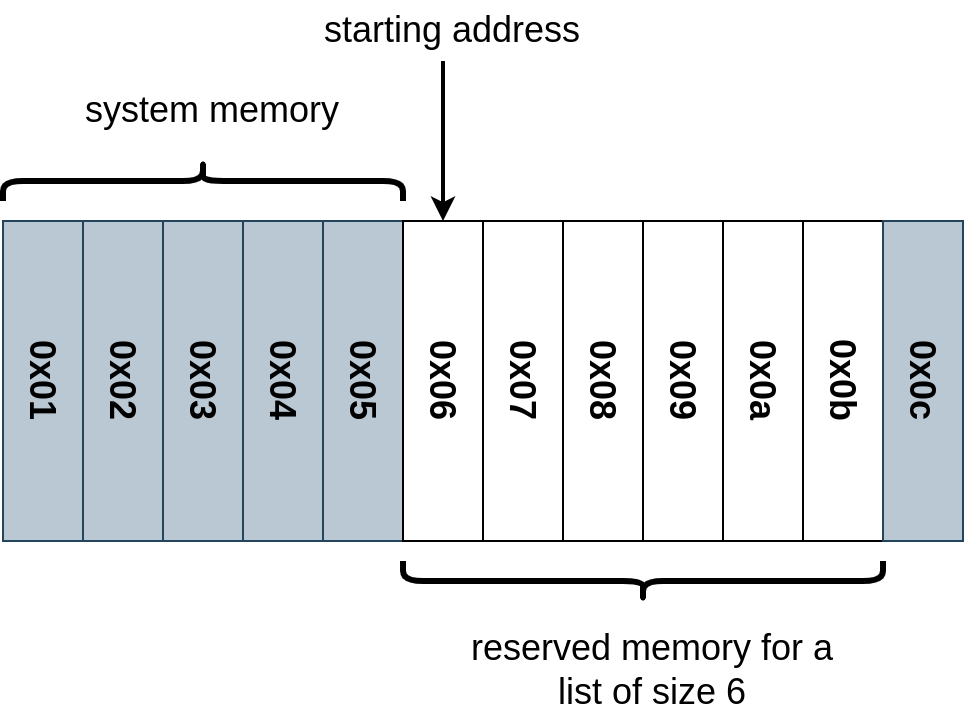 starting address
system memory
0x01
0x02
0x03
0x04
0x05
0x06
0x07
0x08
0x09
0x0a
0x0b
0x0c
reserved memory for a
list of size 6